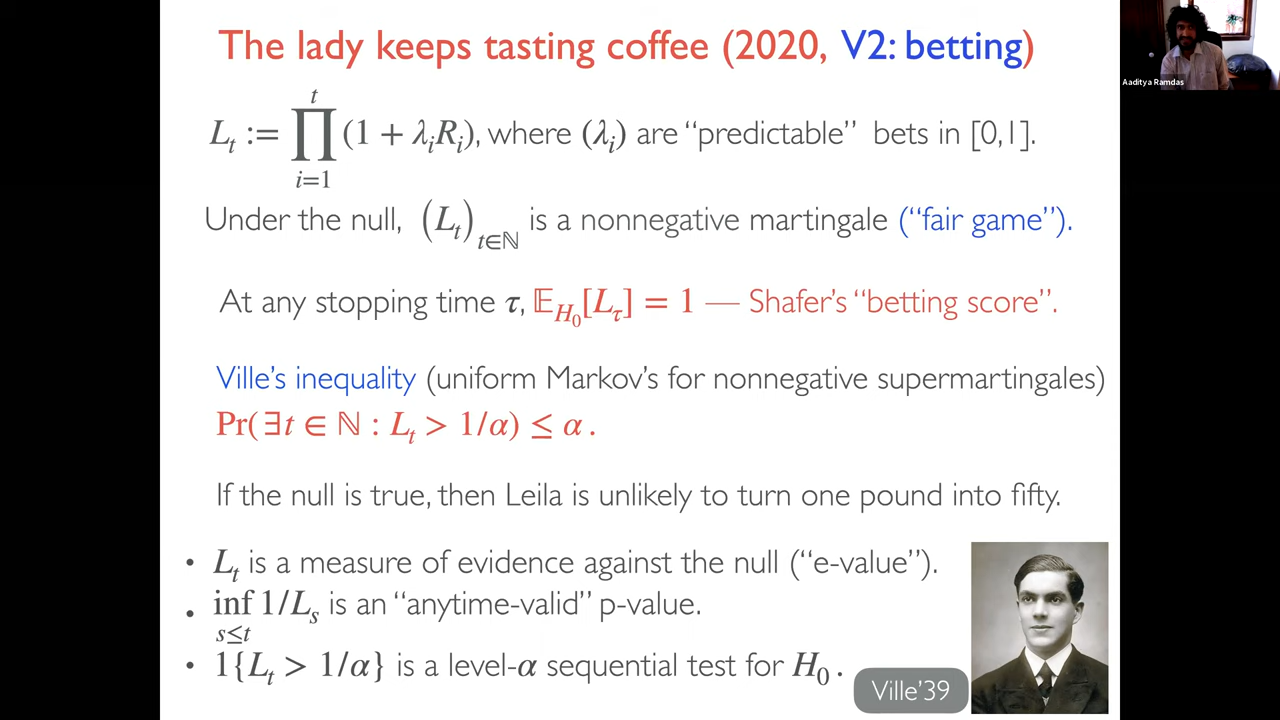 The lady keeps tasting coffee (2020, V2: betting)
Aaditya Ramdas
L_t := ∏_{i=1}^{t} (1 + λ_i R_i), where (λ_i) are “predictable” bets in [0,1].
Under the null, (L_t)_{t∈ℕ} is a nonnegative martingale (“fair game”).
At any stopping time τ, 𝔼_{H_0}[L_τ] = 1 — Shafer's “betting score”.
Ville's inequality (uniform Markov's for nonnegative supermartingales)
Pr(∃t ∈ ℕ : L_t > 1/α) ≤ α.
If the null is true, then Leila is unlikely to turn one pound into fifty.
• L_t is a measure of evidence against the null (“e-value”).
• inf_{s≤t} 1/L_s is an “anytime-valid” p-value.
• 1{L_t > 1/α} is a level-α sequential test for H_0.
Ville'39